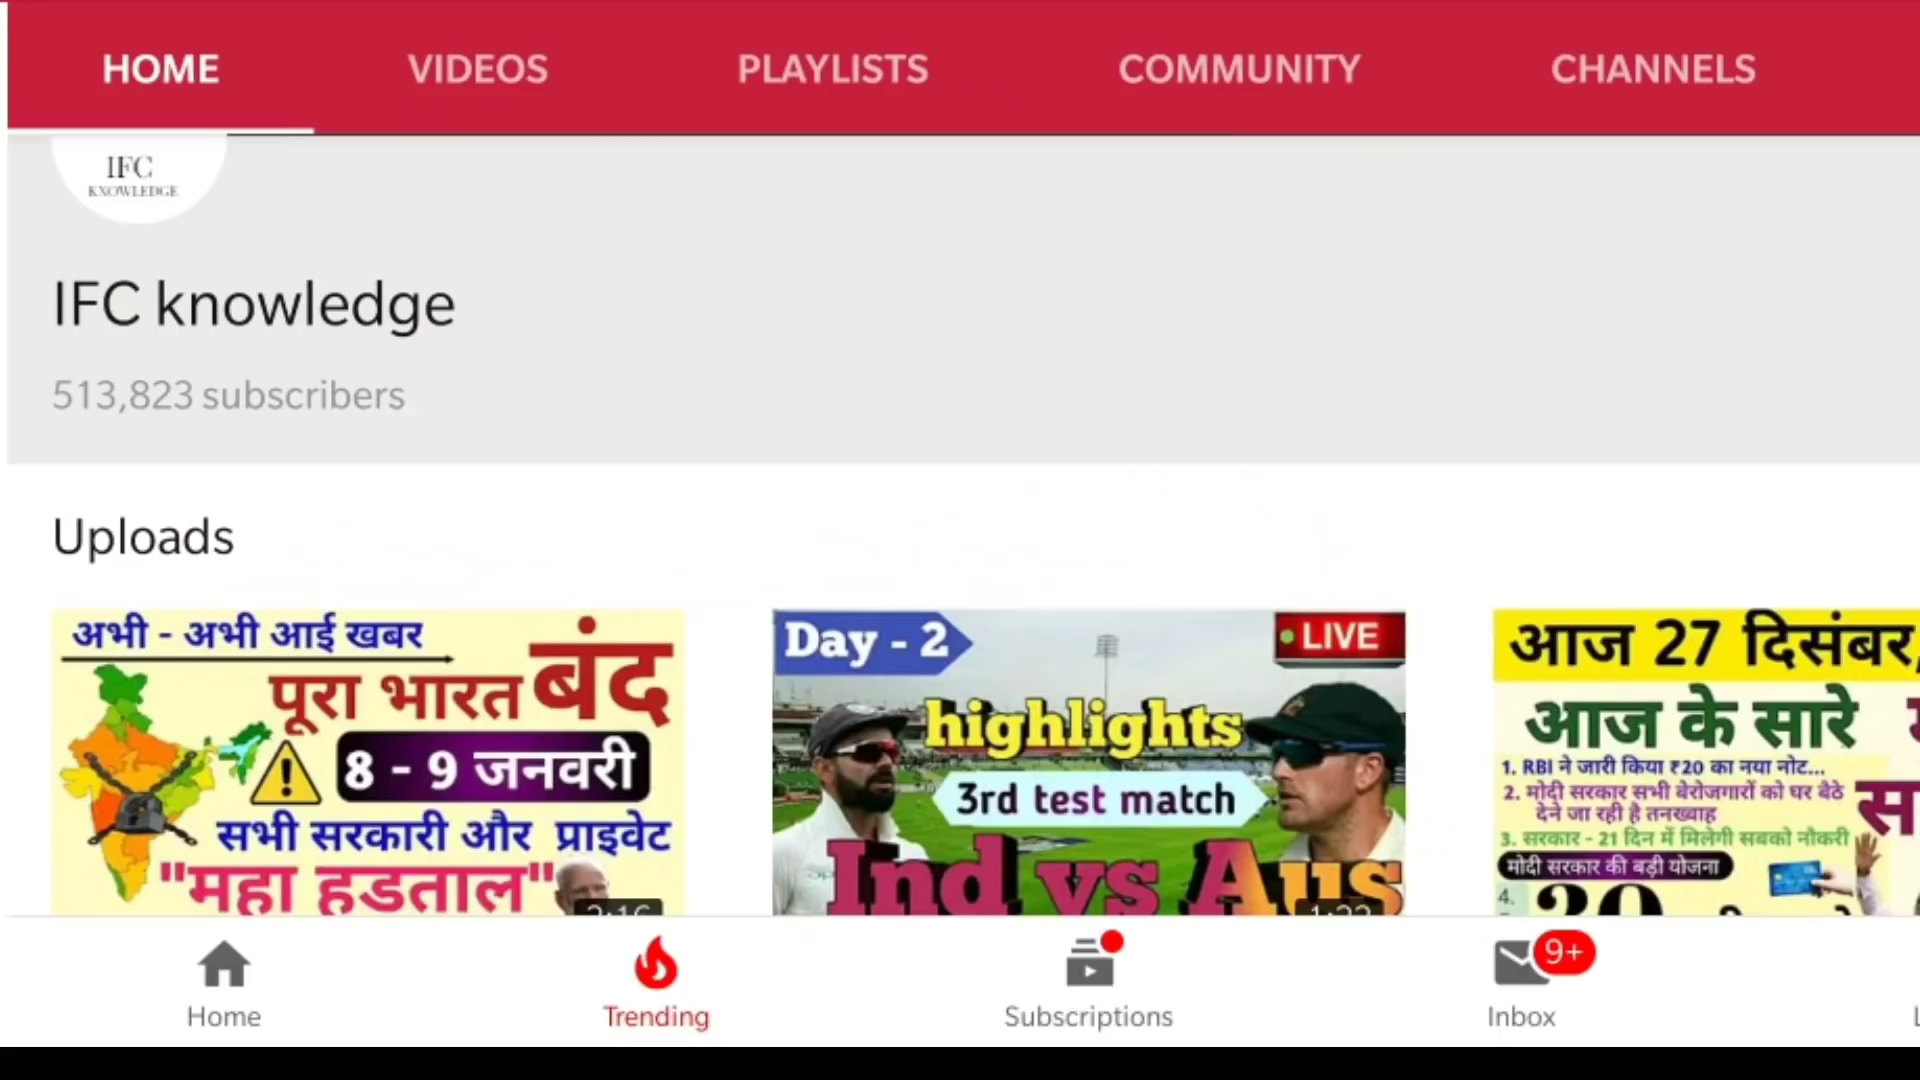 HOME VIDEOS PLAYLISTS COMMUNITY CHANNELS
IFC
KNOWLEDGE
IFC knowledge
513,823 subscribers
Uploads
अभी - अभी आई खबर
पूरा भारत बंद
8 - 9 जनवरी
सभी सरकारी और प्राइवेट
"महा हडताल"
Day - 2
LIVE
highlights
3rd test match
Ind vs Aus
आज 27 दिसंबर,
आज के सारे
1. RBI ने जारी किया ₹20 का नया नोट...
2. मोदी सरकार सभी बेरोजगारों को घर बैठे
देने जा रही है तनख्वाह
3. सरकार - 21 दिन में मिलेगी सबको नौकरी
मोदी सरकार की बड़ी योजना
4.
Home
Trending
Subscriptions
9+
Inbox